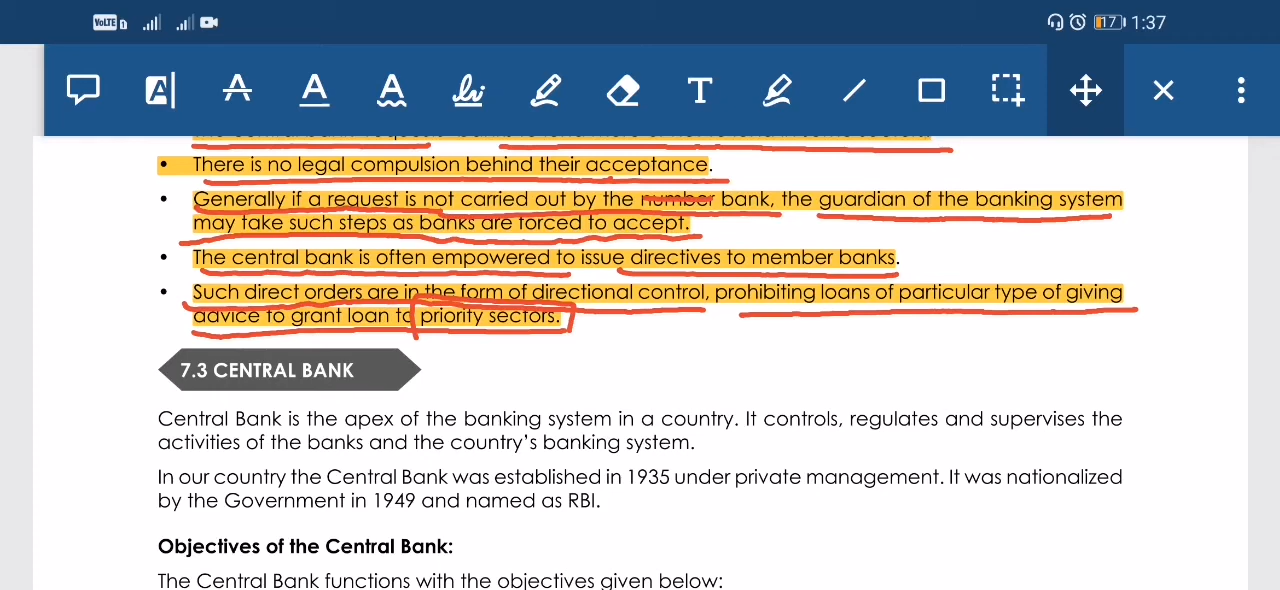 VoLTE 1 17 1:37
A A A A T
• There is no legal compulsion behind their acceptance.
• Generally if a request is not carried out by the number bank, the guardian of the banking system
may take such steps as banks are forced to accept.
• The central bank is often empowered to issue directives to member banks.
• Such direct orders are in the form of directional control, prohibiting loans of particular type of giving
advice to grant loan to priority sectors.
7.3 CENTRAL BANK
Central Bank is the apex of the banking system in a country. It controls, regulates and supervises the
activities of the banks and the country's banking system.
In our country the Central Bank was established in 1935 under private management. It was nationalized
by the Government in 1949 and named as RBI.
Objectives of the Central Bank:
The Central Bank functions with the objectives given below: